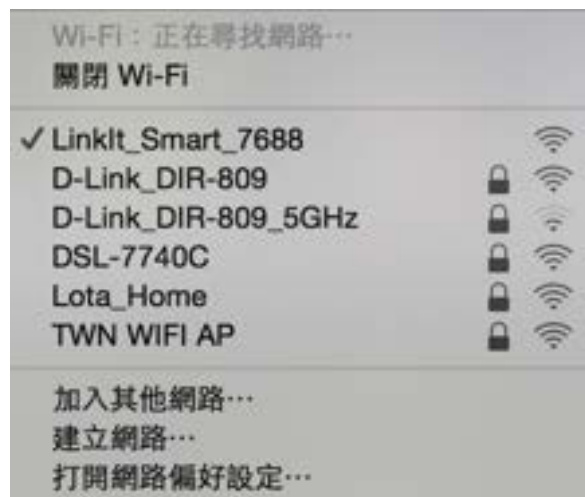 Wi-Fi：正在尋找網路⋯
關閉 Wi-Fi
✓ LinkIt_Smart_7688
D-Link_DIR-809
D-Link_DIR-809_5GHz
DSL-7740C
Lota_Home
TWN WIFI AP
加入其他網路⋯
建立網路⋯
打開網路偏好設定⋯